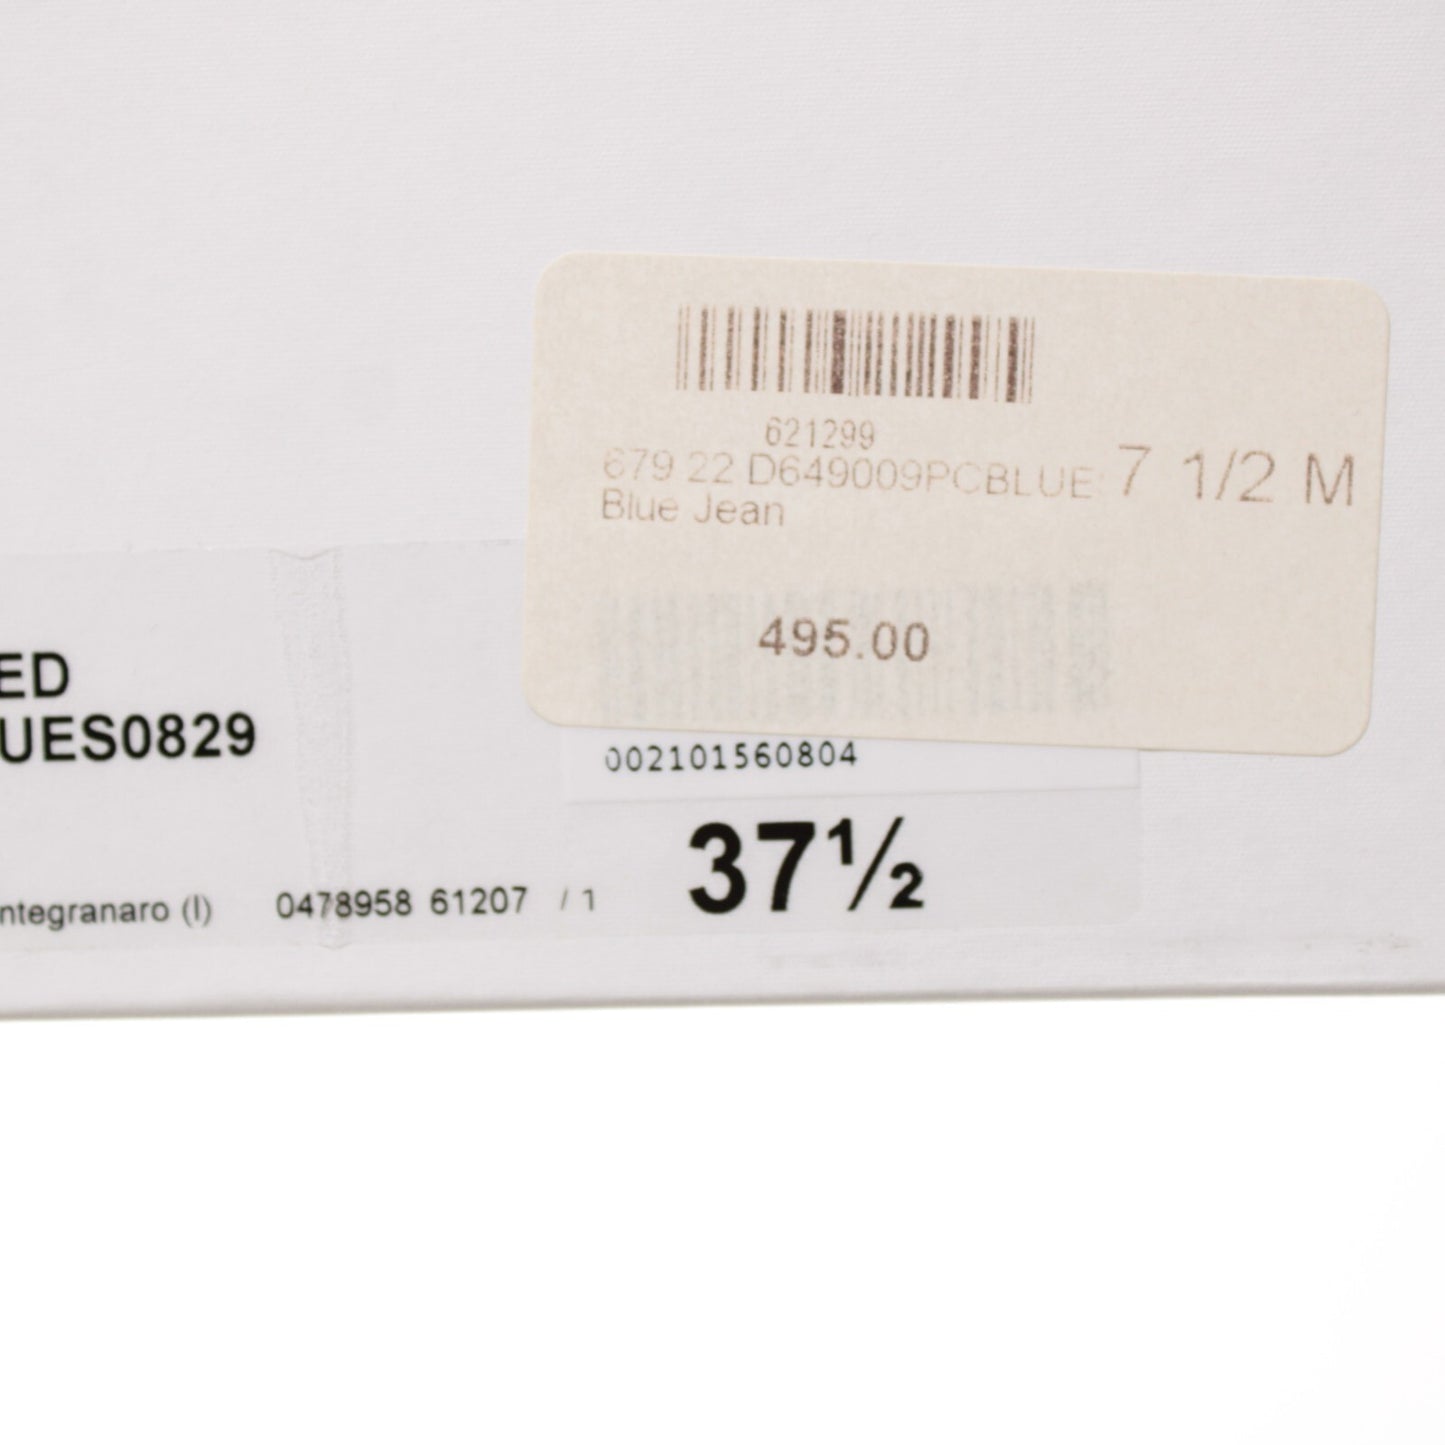 621299
679 22 D649009PCBLUE 7 1/2 M
Blue Jean
495.00
ED
UES0829
002101560804
37½
ntegranaro (I) 0478958 61207 / 1